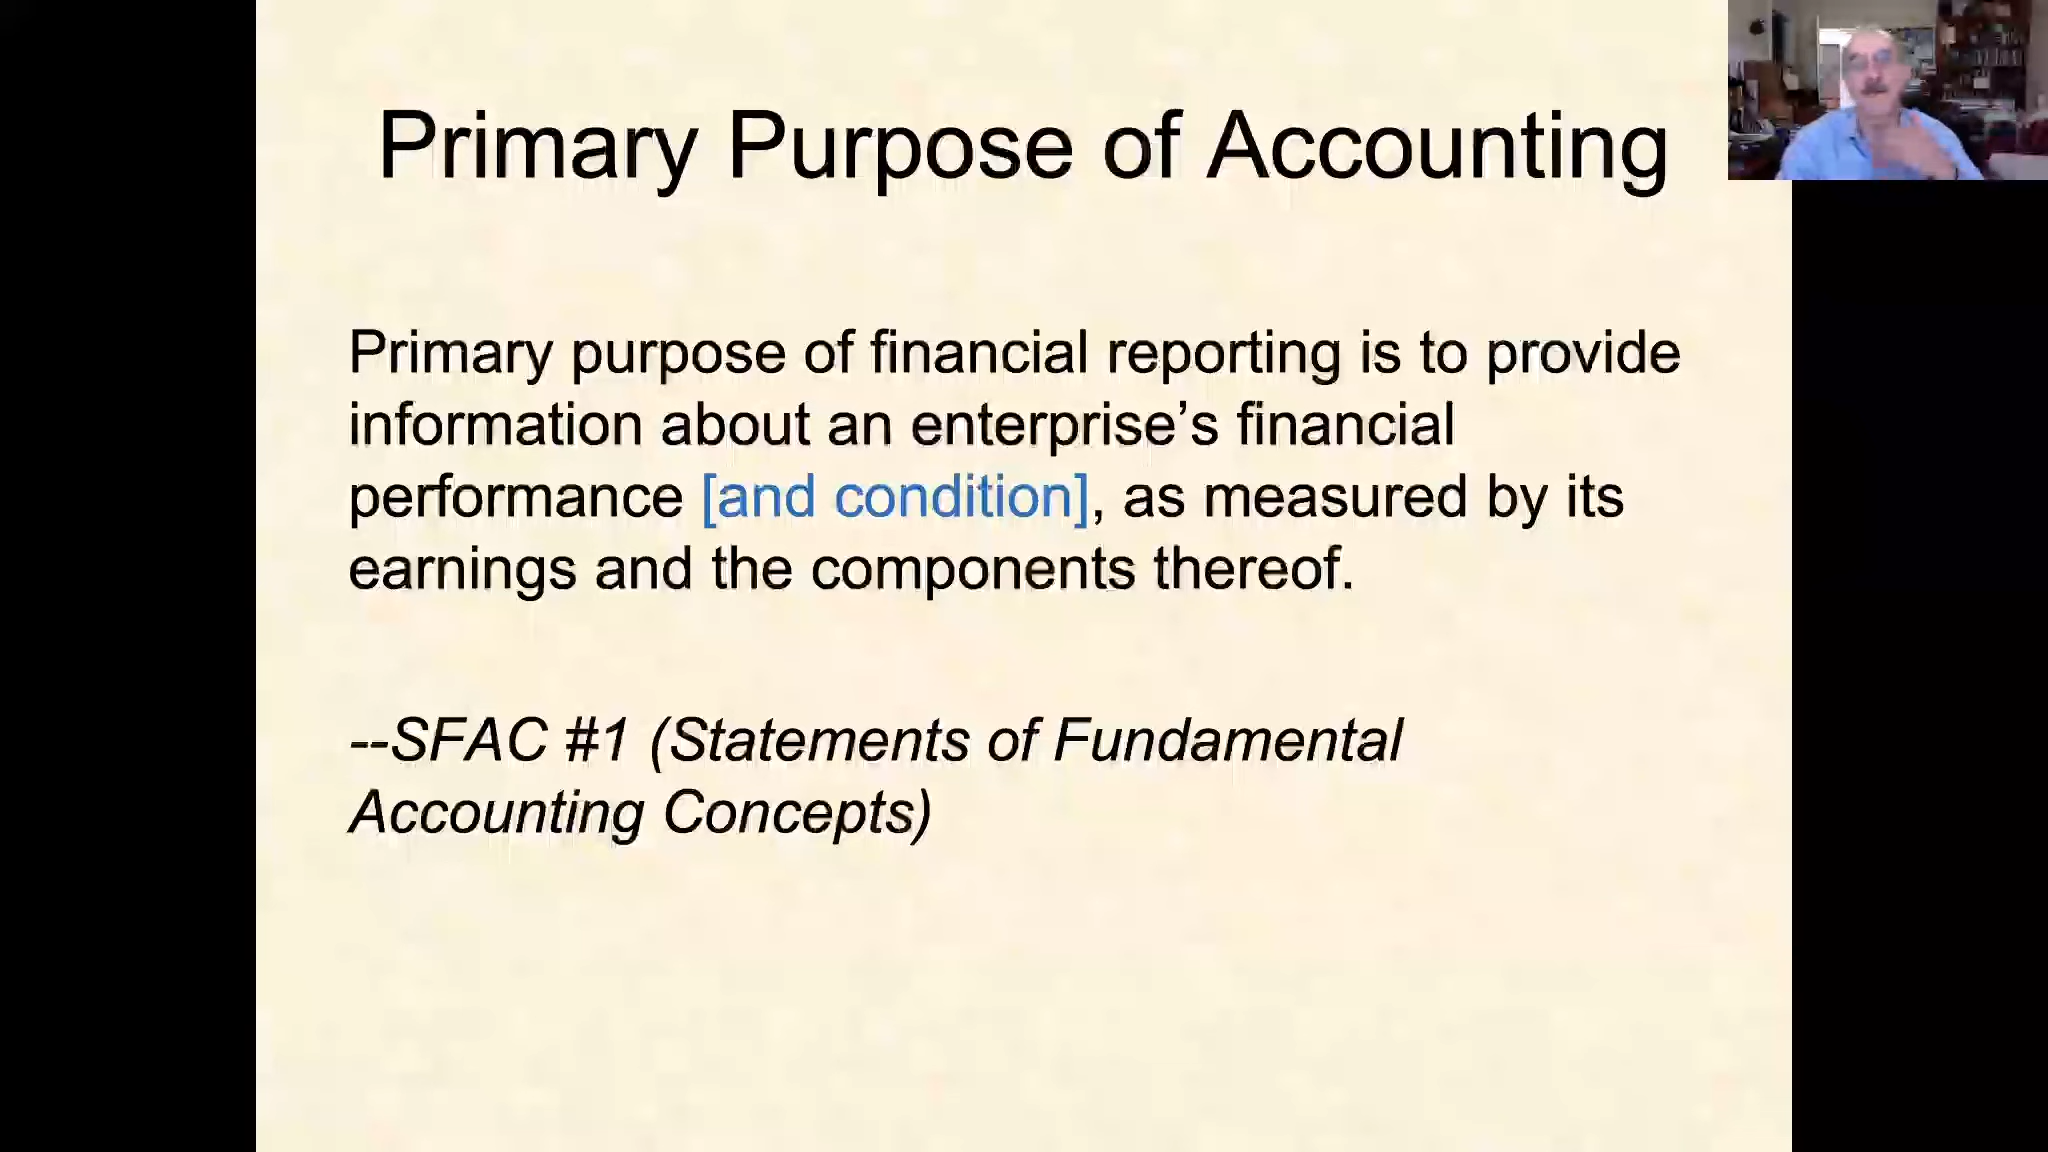 Primary Purpose of Accounting
Primary purpose of financial reporting is to provide
information about an enterprise’s financial
performance [and condition], as measured by its
earnings and the components thereof.
--SFAC #1 (Statements of Fundamental
Accounting Concepts)